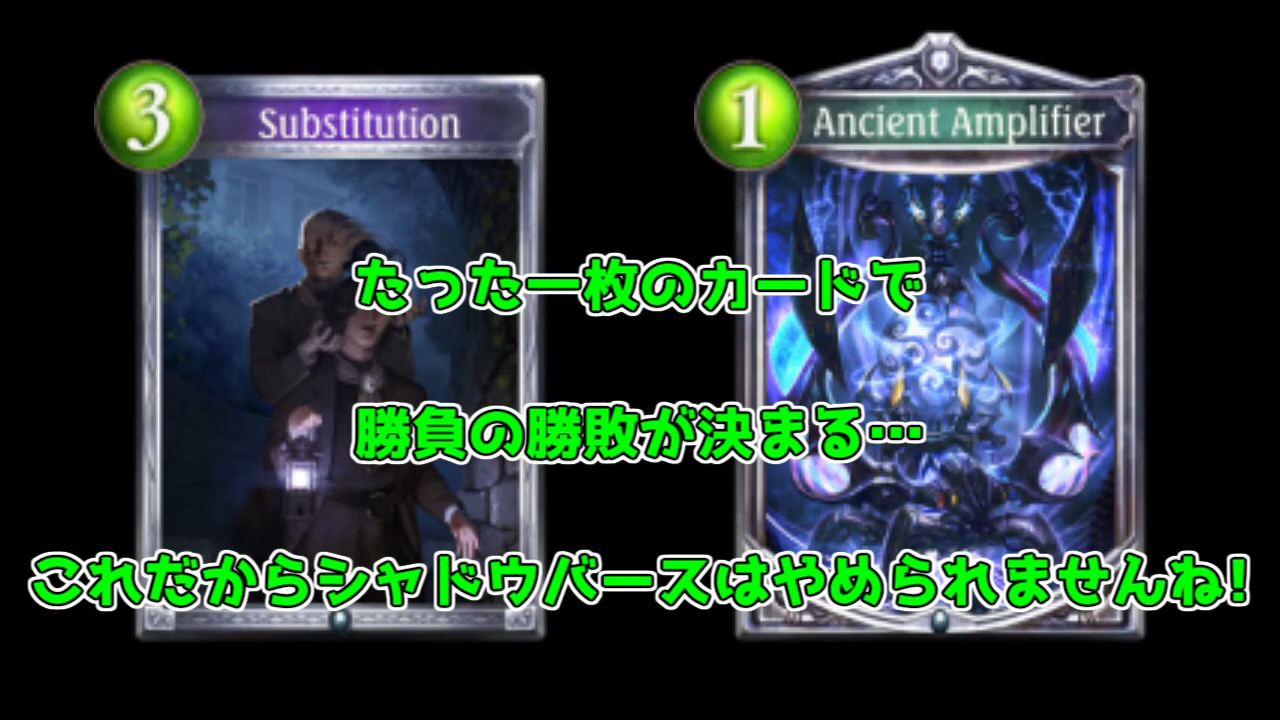 3
Substitution
1
Ancient Amplifier
たった一枚のカードで
勝負の勝敗が決まる…
これだからシャドウバースはやめられませんね!